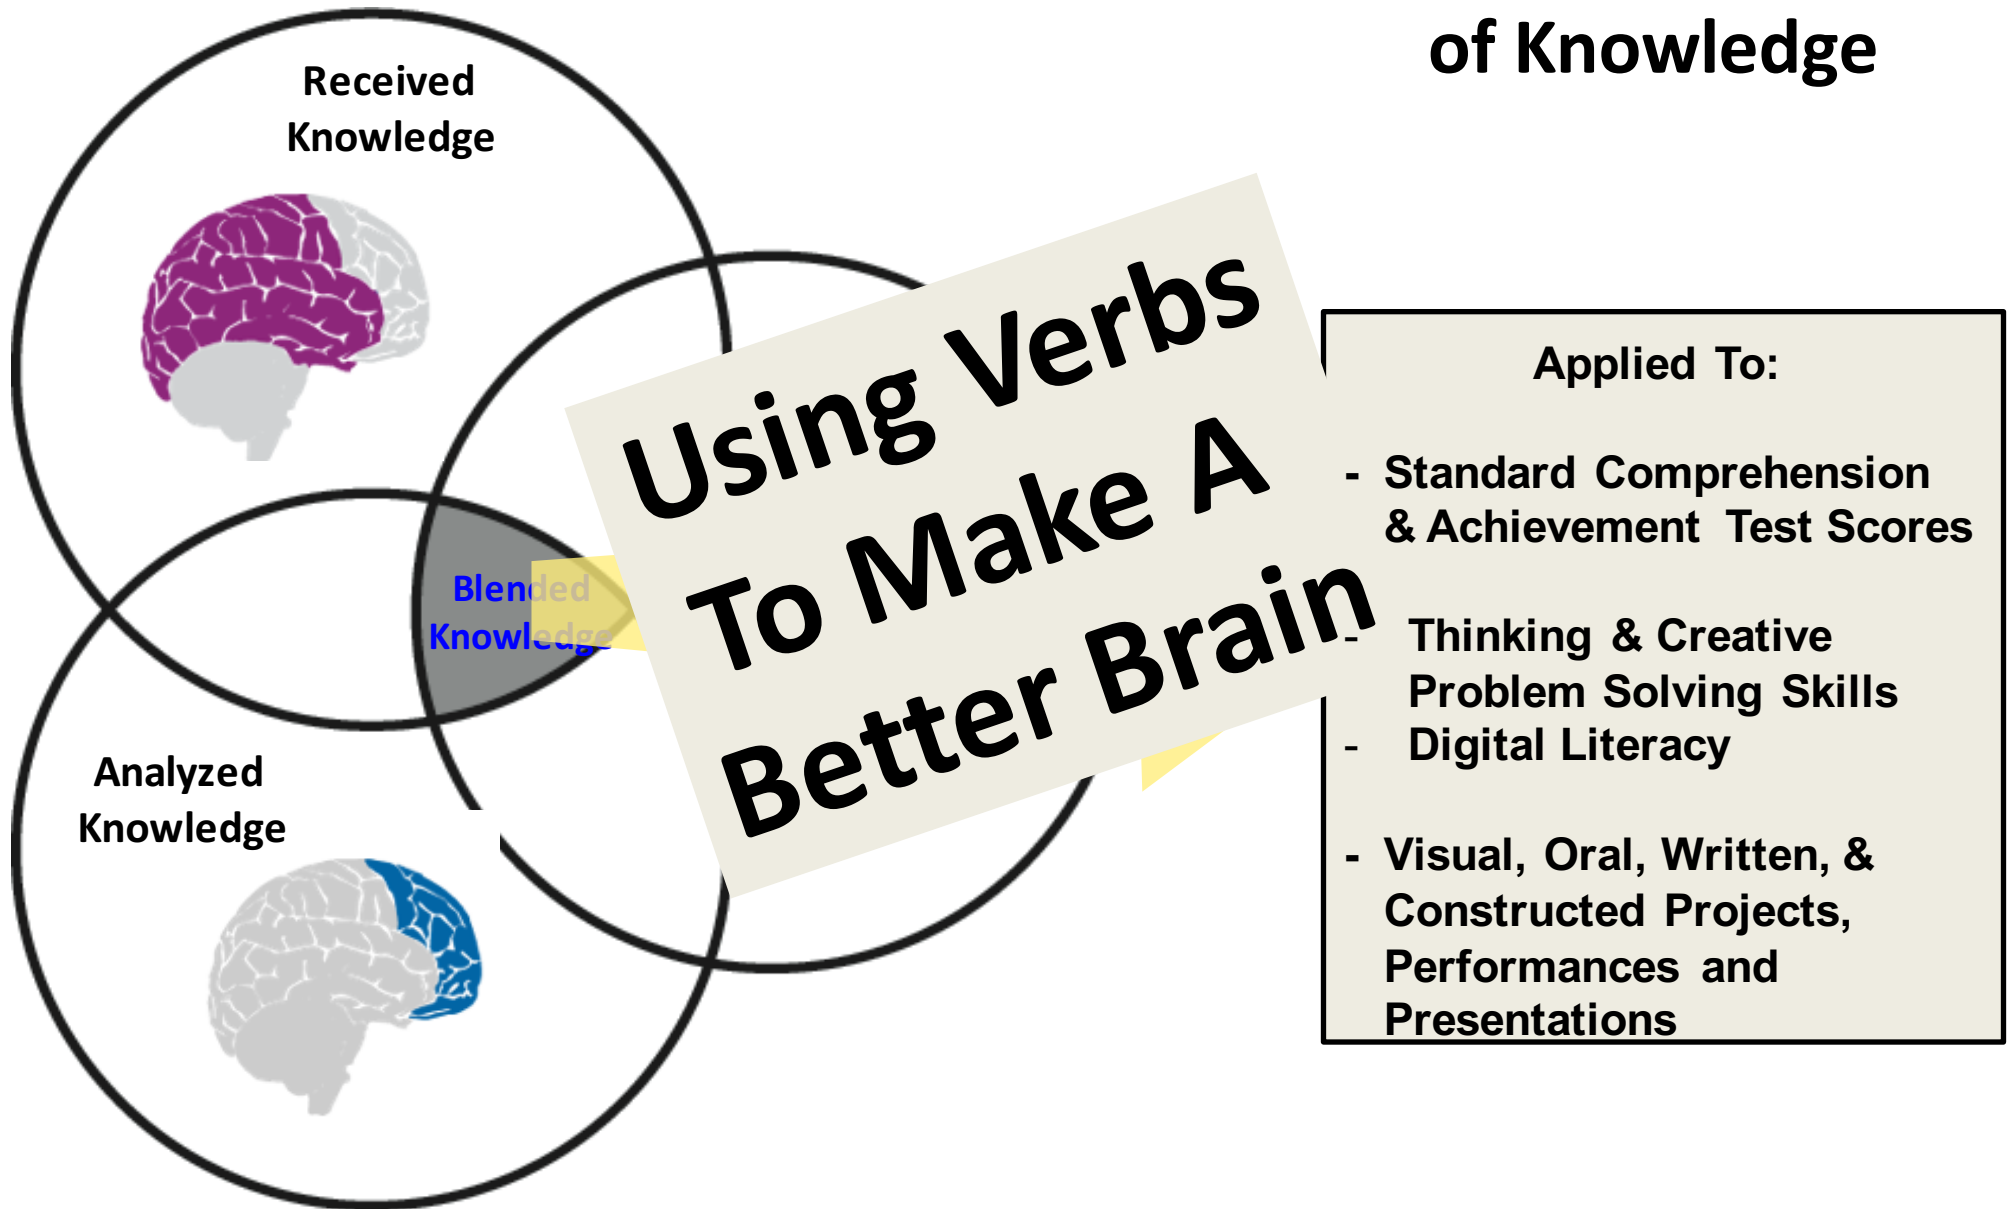 of Knowledge
Received
Knowledge
Using Verbs
To Make A
Better Brain
Blended
Knowledge
Analyzed
Knowledge
Applied To:
- Standard Comprehension
& Achievement Test Scores
- Thinking & Creative
Problem Solving Skills
- Digital Literacy
- Visual, Oral, Written, &
Constructed Projects,
Performances and
Presentations